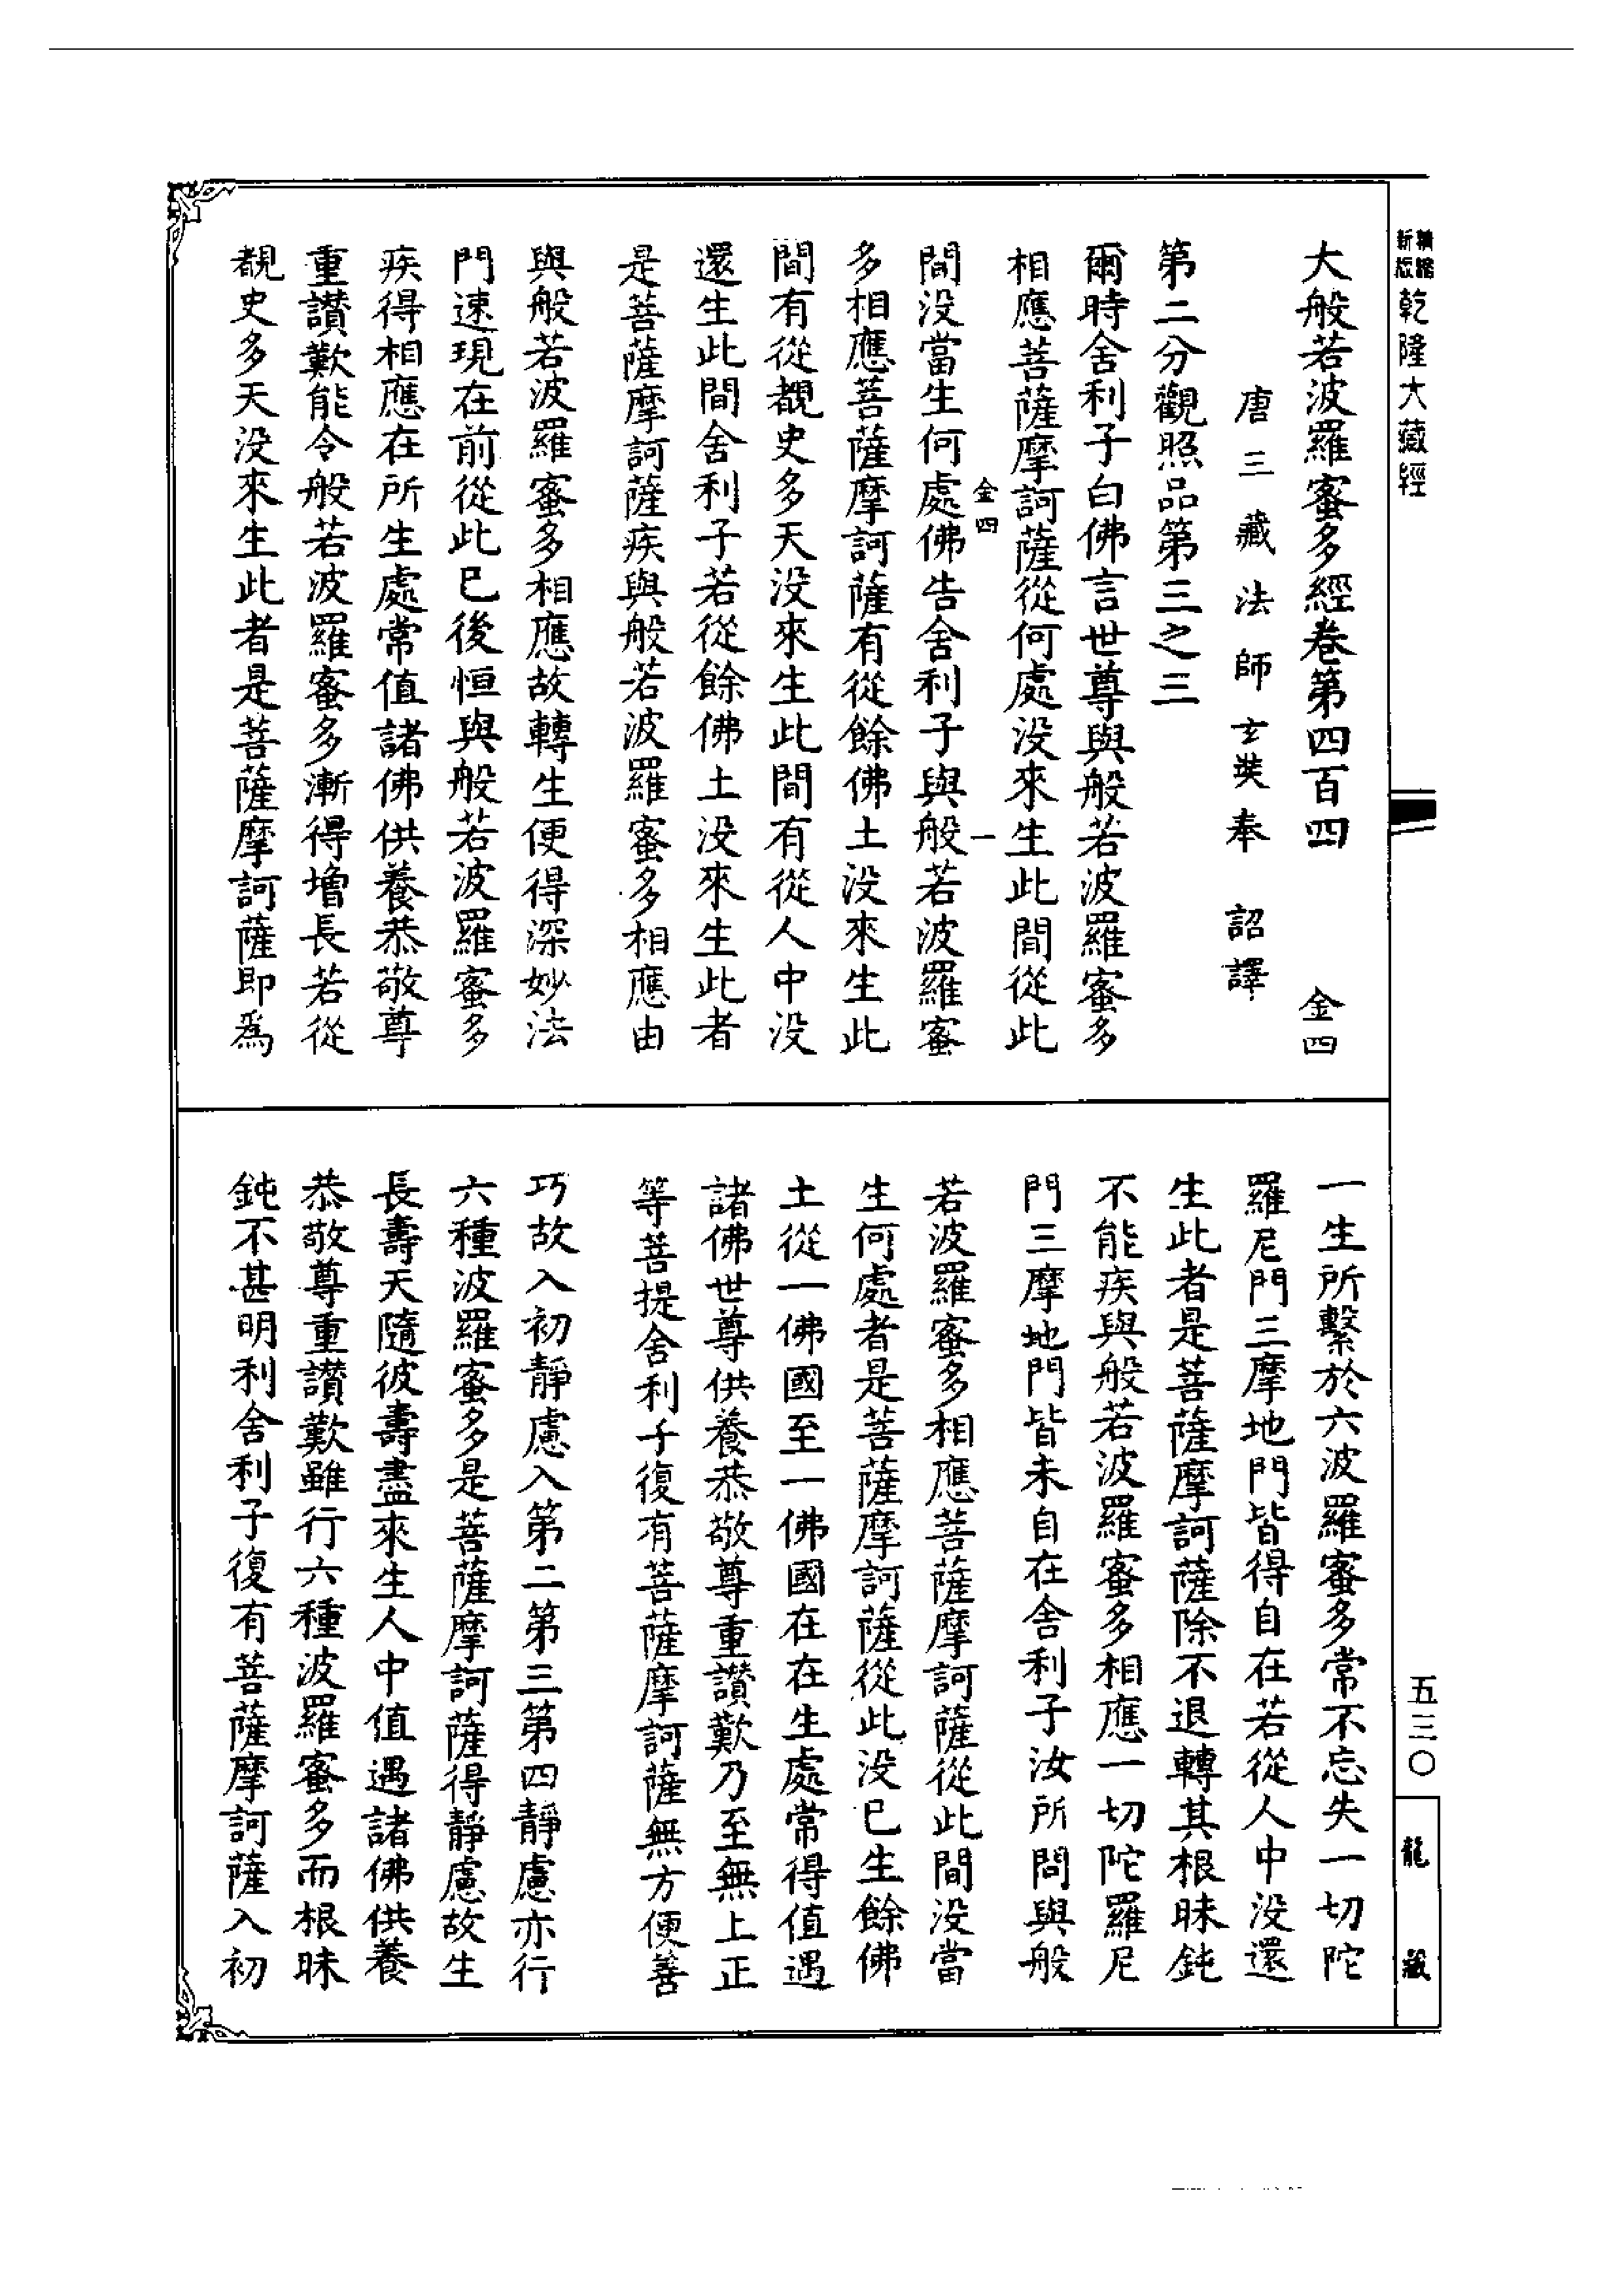 新版精縮乾隆大藏經
大般若波羅蜜多經卷第四百四 金四
唐三藏法師玄奘奉 詔譯
第二分觀照品第三之三
爾時舍利子白佛言世尊與般若波羅蜜多
相應菩薩摩訶薩從何處没來生此間從此
金四 一
間没當生何處佛告舍利子與般若波羅蜜
多相應菩薩摩訶薩有從餘佛土没來生此
間有從覩史多天没來生此間有從人中没
還生此間舍利子若從餘佛土没來生此者
是菩薩摩訶薩疾與般若波羅蜜多相應由
與般若波羅蜜多相應故轉生便得深妙法
門速現在前從此已後恒與般若波羅蜜多
疾得相應在所生處常值諸佛供養恭敬尊
重讃歎能令般若波羅蜜多漸得增長若從
覩史多天没來生此者是菩薩摩訶薩即爲
一生所繫於六波羅蜜多常不忘失一切陀
羅尼門三摩地門皆得自在若從人中没還
生此者是菩薩摩訶薩除不退轉其根昧鈍
不能疾與般若波羅蜜多相應一切陀羅尼
門三摩地門皆未自在舍利子汝所問與般
若波羅蜜多相應菩薩摩訶薩從此間没當
生何處者是菩薩摩訶薩從此没已生餘佛
土從一佛國至一佛國在在生處常得值遇
諸佛世尊供養恭敬尊重讃歎乃至無上正
等菩提舍利子復有菩薩摩訶薩無方便善
巧故入初靜慮入第二第三第四靜慮亦行
六種波羅蜜多是菩薩摩訶薩得靜慮故生
長壽天隨彼壽盡來生人中值遇諸佛供養
恭敬尊重讃歎雖行六種波羅蜜多而根昧
鈍不甚明利舍利子復有菩薩摩訶薩入初
五三〇
龍藏